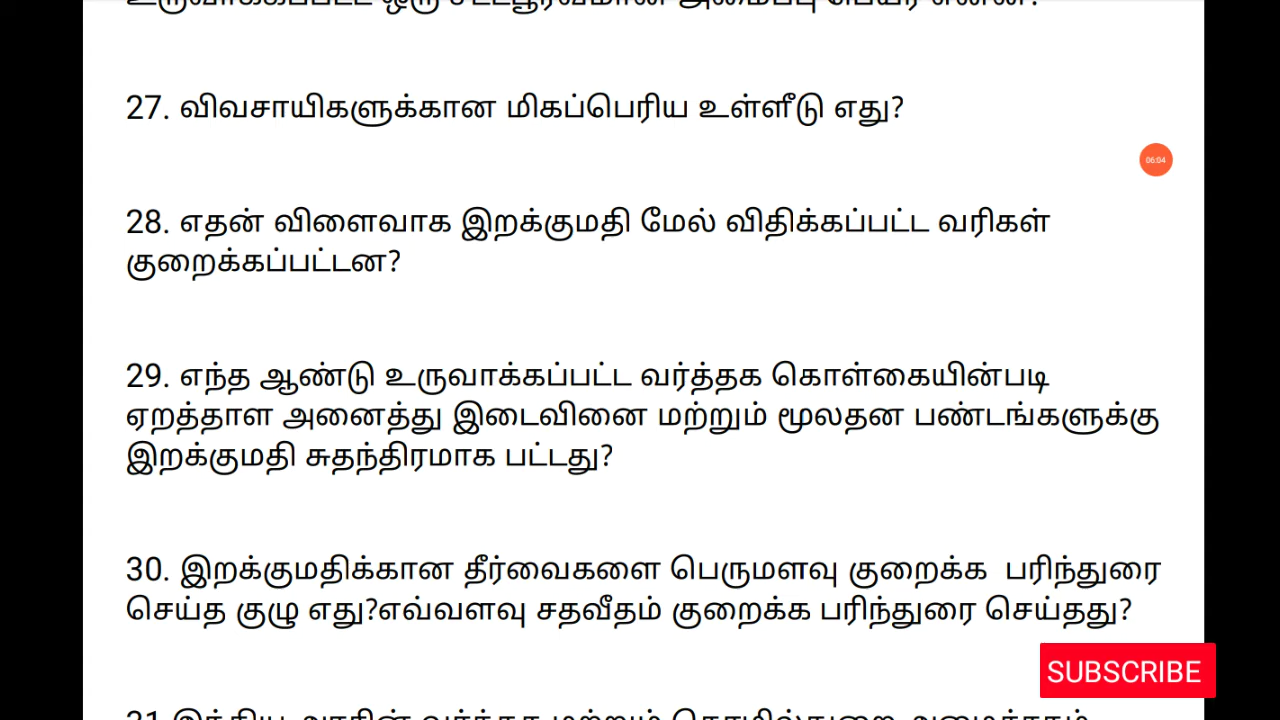 27. விவசாயிகளுக்கான மிகப்பெரிய உள்ளீடு எது?
06:04
28. எதன் விளைவாக இறக்குமதி மேல் விதிக்கப்பட்ட வரிகள்
குறைக்கப்பட்டன?
29. எந்த ஆண்டு உருவாக்கப்பட்ட வர்த்தக கொள்கையின்படி
ஏறத்தாள அனைத்து இடைவினை மற்றும் மூலதன பண்டங்களுக்கு
இறக்குமதி சுதந்திரமாக பட்டது?
30. இறக்குமதிக்கான தீர்வைகளை பெருமளவு குறைக்க பரிந்துரை
செய்த குழு எது?எவ்வளவு சதவீதம் குறைக்க பரிந்துரை செய்தது?
SUBSCRIBE